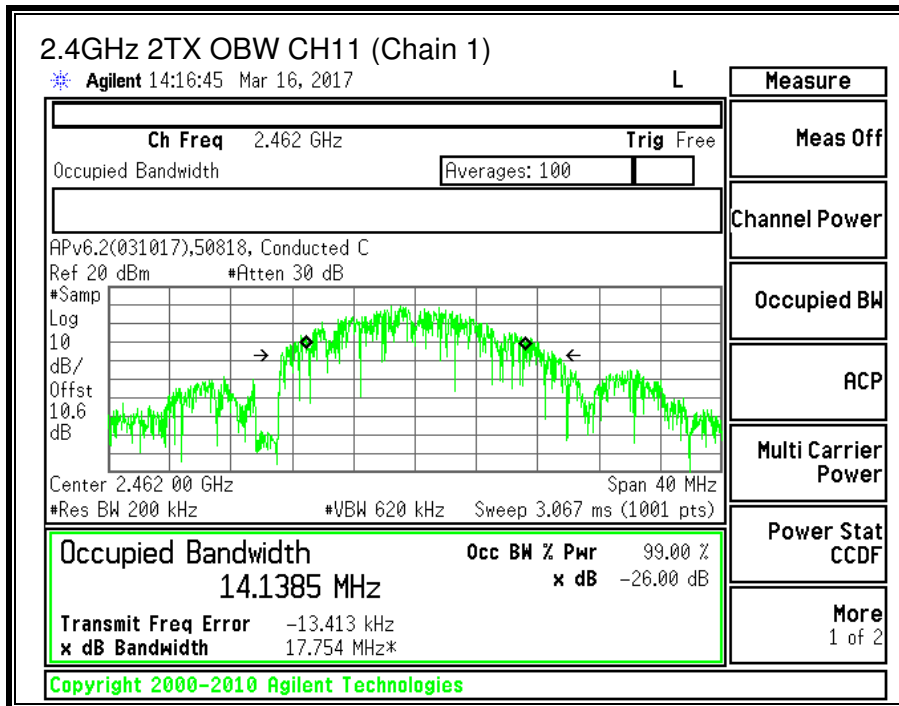 2.4GHz 2TX OBW CH11 (Chain 1)
Agilent 14:16:45 Mar 16, 2017 L
Measure
Ch Freq 2.462 GHz Trig Free
Meas Off
Occupied Bandwidth Averages: 100
Channel Power
APv6.2(031017),50818, Conducted C
Ref 20 dBm #Atten 30 dB
#Samp
Log
10
dB/
Offst
10.6
dB
Occupied BW
ACP
Multi Carrier
Power
Center 2.462 00 GHz Span 40 MHz
#Res BW 200 kHz #VBW 620 kHz Sweep 3.067 ms (1001 pts)
Power Stat
CCDF
Occupied Bandwidth Occ BW % Pwr 99.00 %
14.1385 MHz x dB -26.00 dB
Transmit Freq Error -13.413 kHz
x dB Bandwidth 17.754 MHz*
More
1 of 2
Copyright 2000-2010 Agilent Technologies